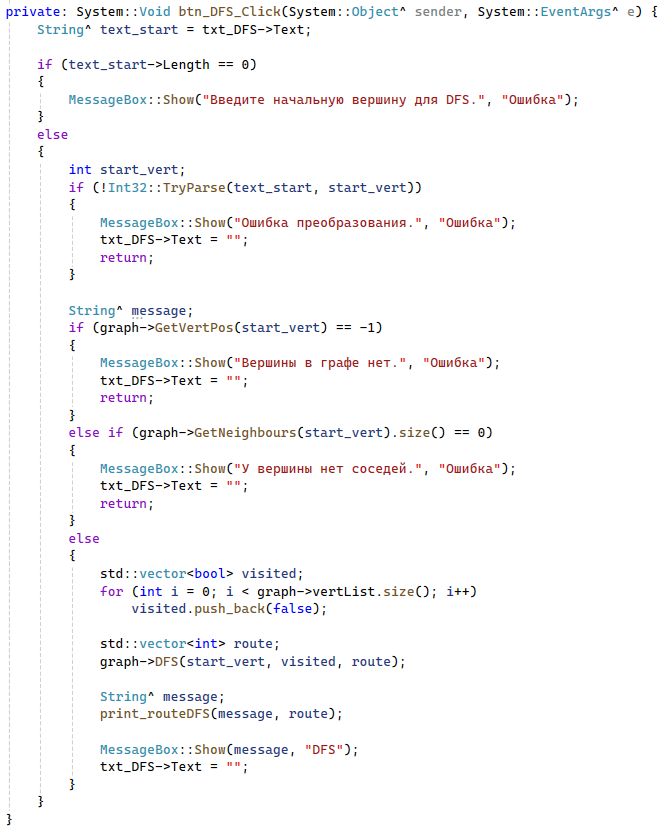 private: System::Void btn_DFS_Click(System::Object^ sender, System::EventArgs^ e) {
    String^ text_start = txt_DFS->Text;

    if (text_start->Length == 0)
    {
        MessageBox::Show("Введите начальную вершину для DFS.", "Ошибка");
    }
    else
    {
        int start_vert;
        if (!Int32::TryParse(text_start, start_vert))
        {
            MessageBox::Show("Ошибка преобразования.", "Ошибка");
            txt_DFS->Text = "";
            return;
        }

        String^ message;
        if (graph->GetVertPos(start_vert) == -1)
        {
            MessageBox::Show("Вершины в графе нет.", "Ошибка");
            txt_DFS->Text = "";
            return;
        }
        else if (graph->GetNeighbours(start_vert).size() == 0)
        {
            MessageBox::Show("У вершины нет соседей.", "Ошибка");
            txt_DFS->Text = "";
            return;
        }
        else
        {
            std::vector<bool> visited;
            for (int i = 0; i < graph->vertList.size(); i++)
                visited.push_back(false);

            std::vector<int> route;
            graph->DFS(start_vert, visited, route);

            String^ message;
            print_routeDFS(message, route);

            MessageBox::Show(message, "DFS");
            txt_DFS->Text = "";
        }
    }
}